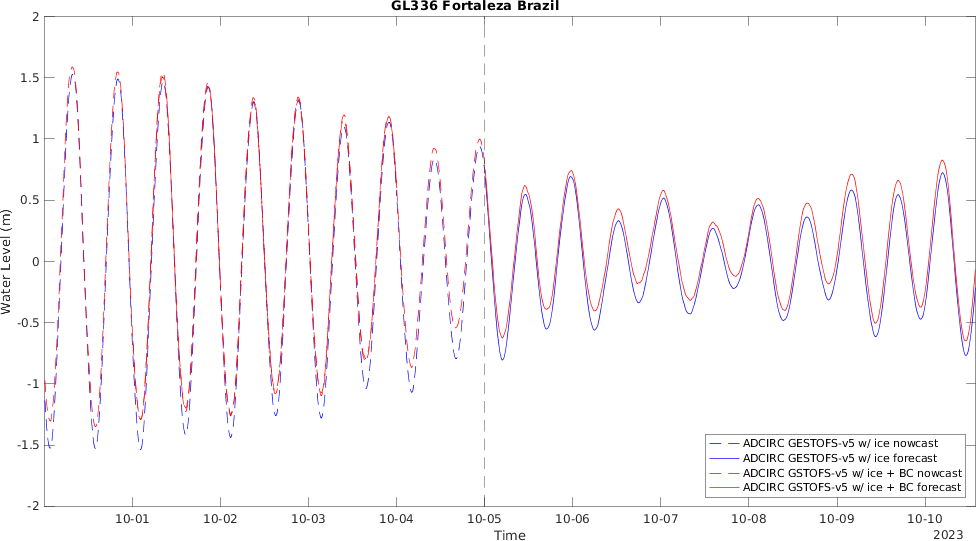 GL336 Fortaleza Brazil
2
1.5
1
0.5
0
-0.5
-1
-1.5
-2
Water Level (m)
ADCIRC GESTOFS-v5 w/ ice nowcast
ADCIRC GESTOFS-v5 w/ ice forecast
ADCIRC GSTOFS-v5 w/ ice + BC nowcast
ADCIRC GSTOFS-v5 w/ ice + BC forecast
10-01 10-02 10-03 10-04 10-05 10-06 10-07 10-08 10-09 10-10
Time
2023